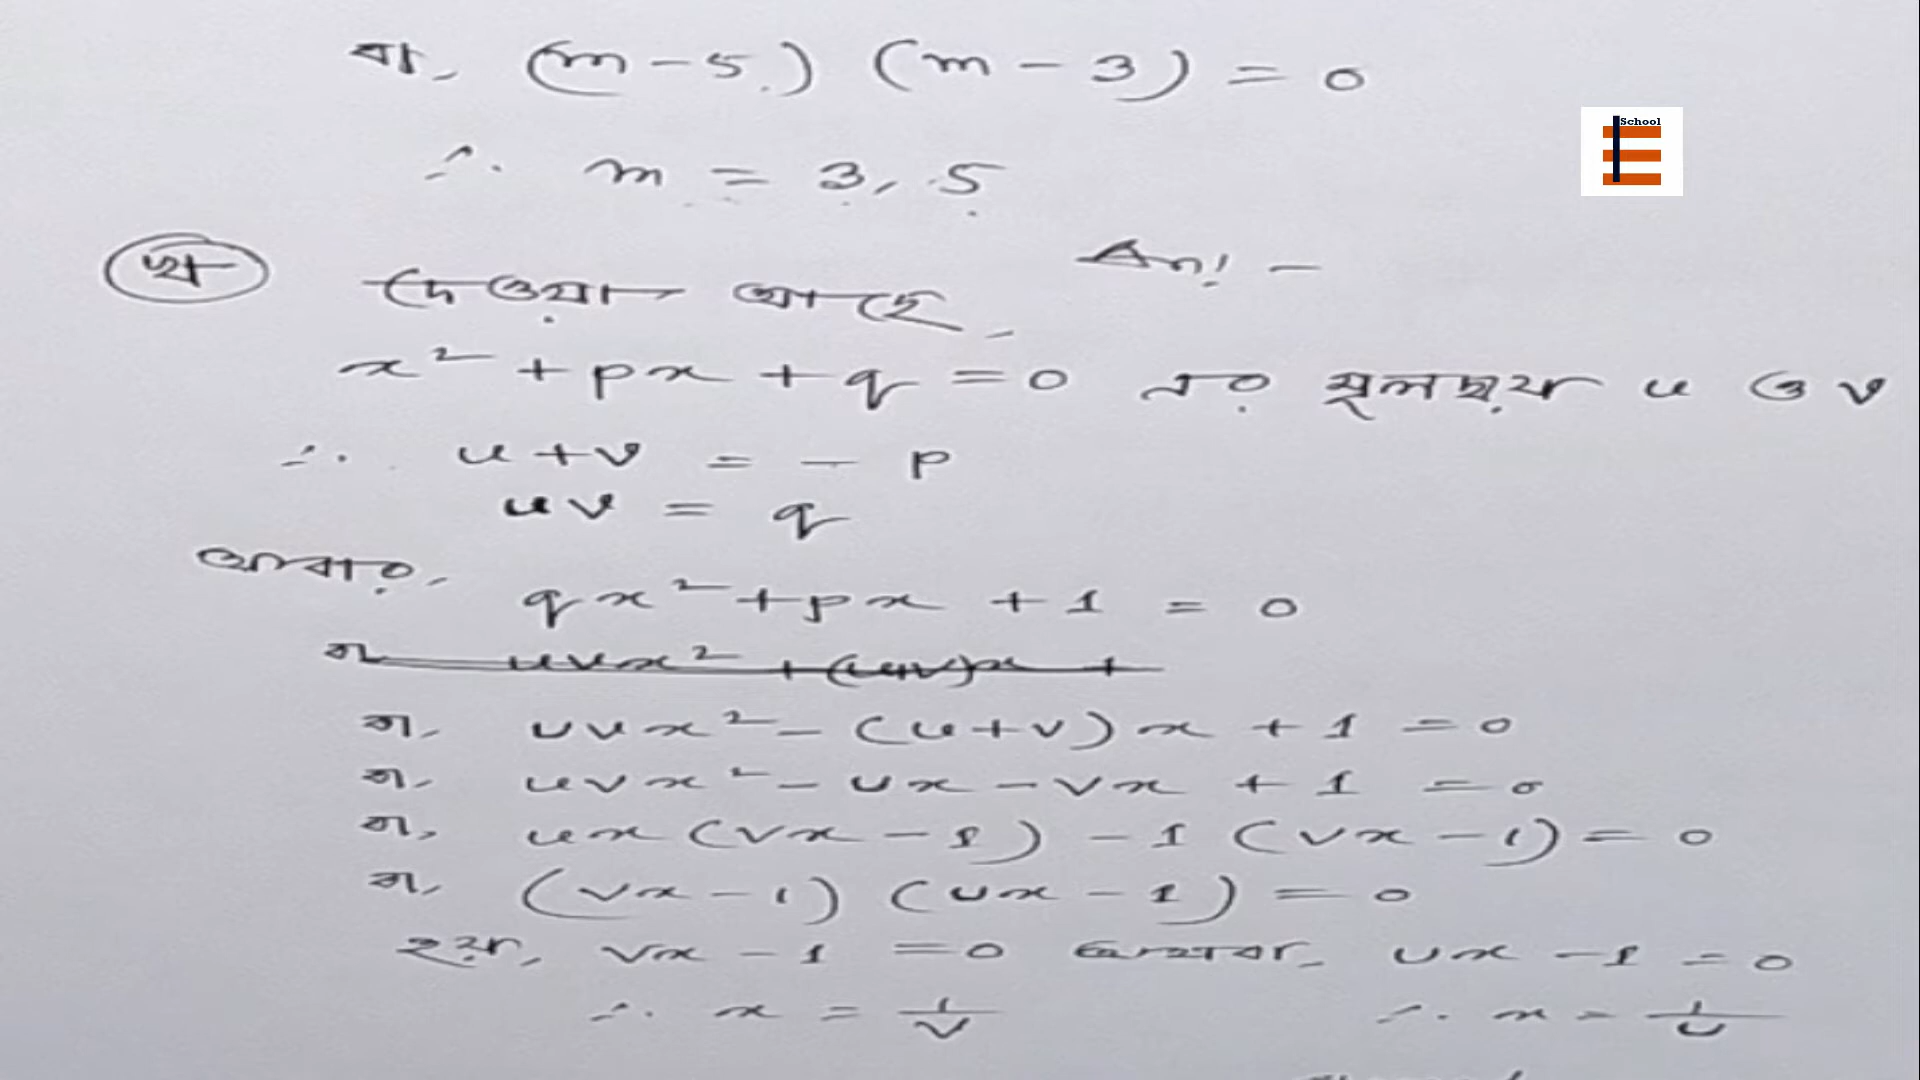 বা, (m - 5) (m - 3) = 0
∴ m = 3, 5
School
Ans! -
খ দেওয়া আছে,
x² + px + q = 0 এর মূলদ্বয় u ও v
∴ u + v = - p
uv = q
আবার, qx² + px + 1 = 0
বা uvx² + (u+v)x +
বা, uvx² - (u+v)x + 1 = 0
বা, uvx² - ux - vx + 1 = 0
বা, ux (vx - 1) - 1 (vx - 1) = 0
বা, (vx - 1) (ux - 1) = 0
হয়, vx - 1 = 0 অথবা, ux - 1 = 0
∴ x = 1/v ∴ x = 1/u